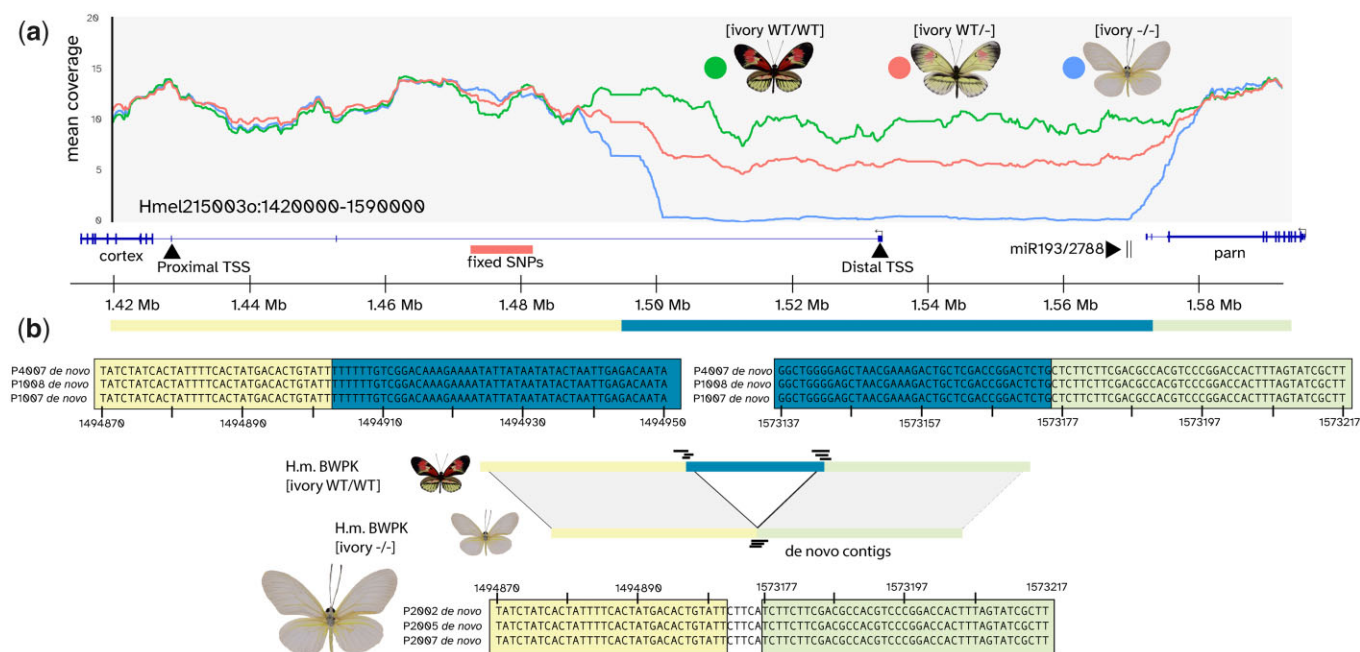 (a)
mean coverage
20
15
10
5
0
[ivory WT/WT]
[ivory WT/-]
[ivory -/-]
Hmel215003o:1420000-1590000
cortex
Proximal TSS
fixed SNPs
Distal TSS
miR193/2788
parn
1.42 Mb 1.44 Mb 1.46 Mb 1.48 Mb 1.50 Mb 1.52 Mb 1.54 Mb 1.56 Mb 1.58 Mb
(b)
P4007 de novo TATCTATCACTATTTTCACTATGACACTGTATTTTTTTTGTCGGACAAAGAAAATATTATAATATACTAATTGAGACAATA
P1008 de novo TATCTATCACTATTTTCACTATGACACTGTATTTTTTTTGTCGGACAAAGAAAATATTATAATATACTAATTGAGACAATA
P1007 de novo TATCTATCACTATTTTCACTATGACACTGTATTTTTTTTGTCGGACAAAGAAAATATTATAATATACTAATTGAGACAATA
1494870 1494890 1494910 1494930 1494950
P4007 de novo GGCTGGGGAGCTAACGAAAGACTGCTCGACCGGACTCTGCTCTTCTTCGACGCCACGTCCCGGACCACTTTAGTATCGCTT
P1008 de novo GGCTGGGGAGCTAACGAAAGACTGCTCGACCGGACTCTGCTCTTCTTCGACGCCACGTCCCGGACCACTTTAGTATCGCTT
P1007 de novo GGCTGGGGAGCTAACGAAAGACTGCTCGACCGGACTCTGCTCTTCTTCGACGCCACGTCCCGGACCACTTTAGTATCGCTT
1573137 1573157 1573177 1573197 1573217
H.m. BWPK
[ivory WT/WT]
H.m. BWPK
[ivory -/-]
de novo contigs
1494870 1494890 1573177 1573197 1573217
P2002 de novo TATCTATCACTATTTTCACTATGACACTGTATTCTTCATCTTCTTCGACGCCACGTCCCGGACCACTTTAGTATCGCTT
P2005 de novo TATCTATCACTATTTTCACTATGACACTGTATTCTTCATCTTCTTCGACGCCACGTCCCGGACCACTTTAGTATCGCTT
P2007 de novo TATCTATCACTATTTTCACTATGACACTGTATTCTTCATCTTCTTCGACGCCACGTCCCGGACCACTTTAGTATCGCTT